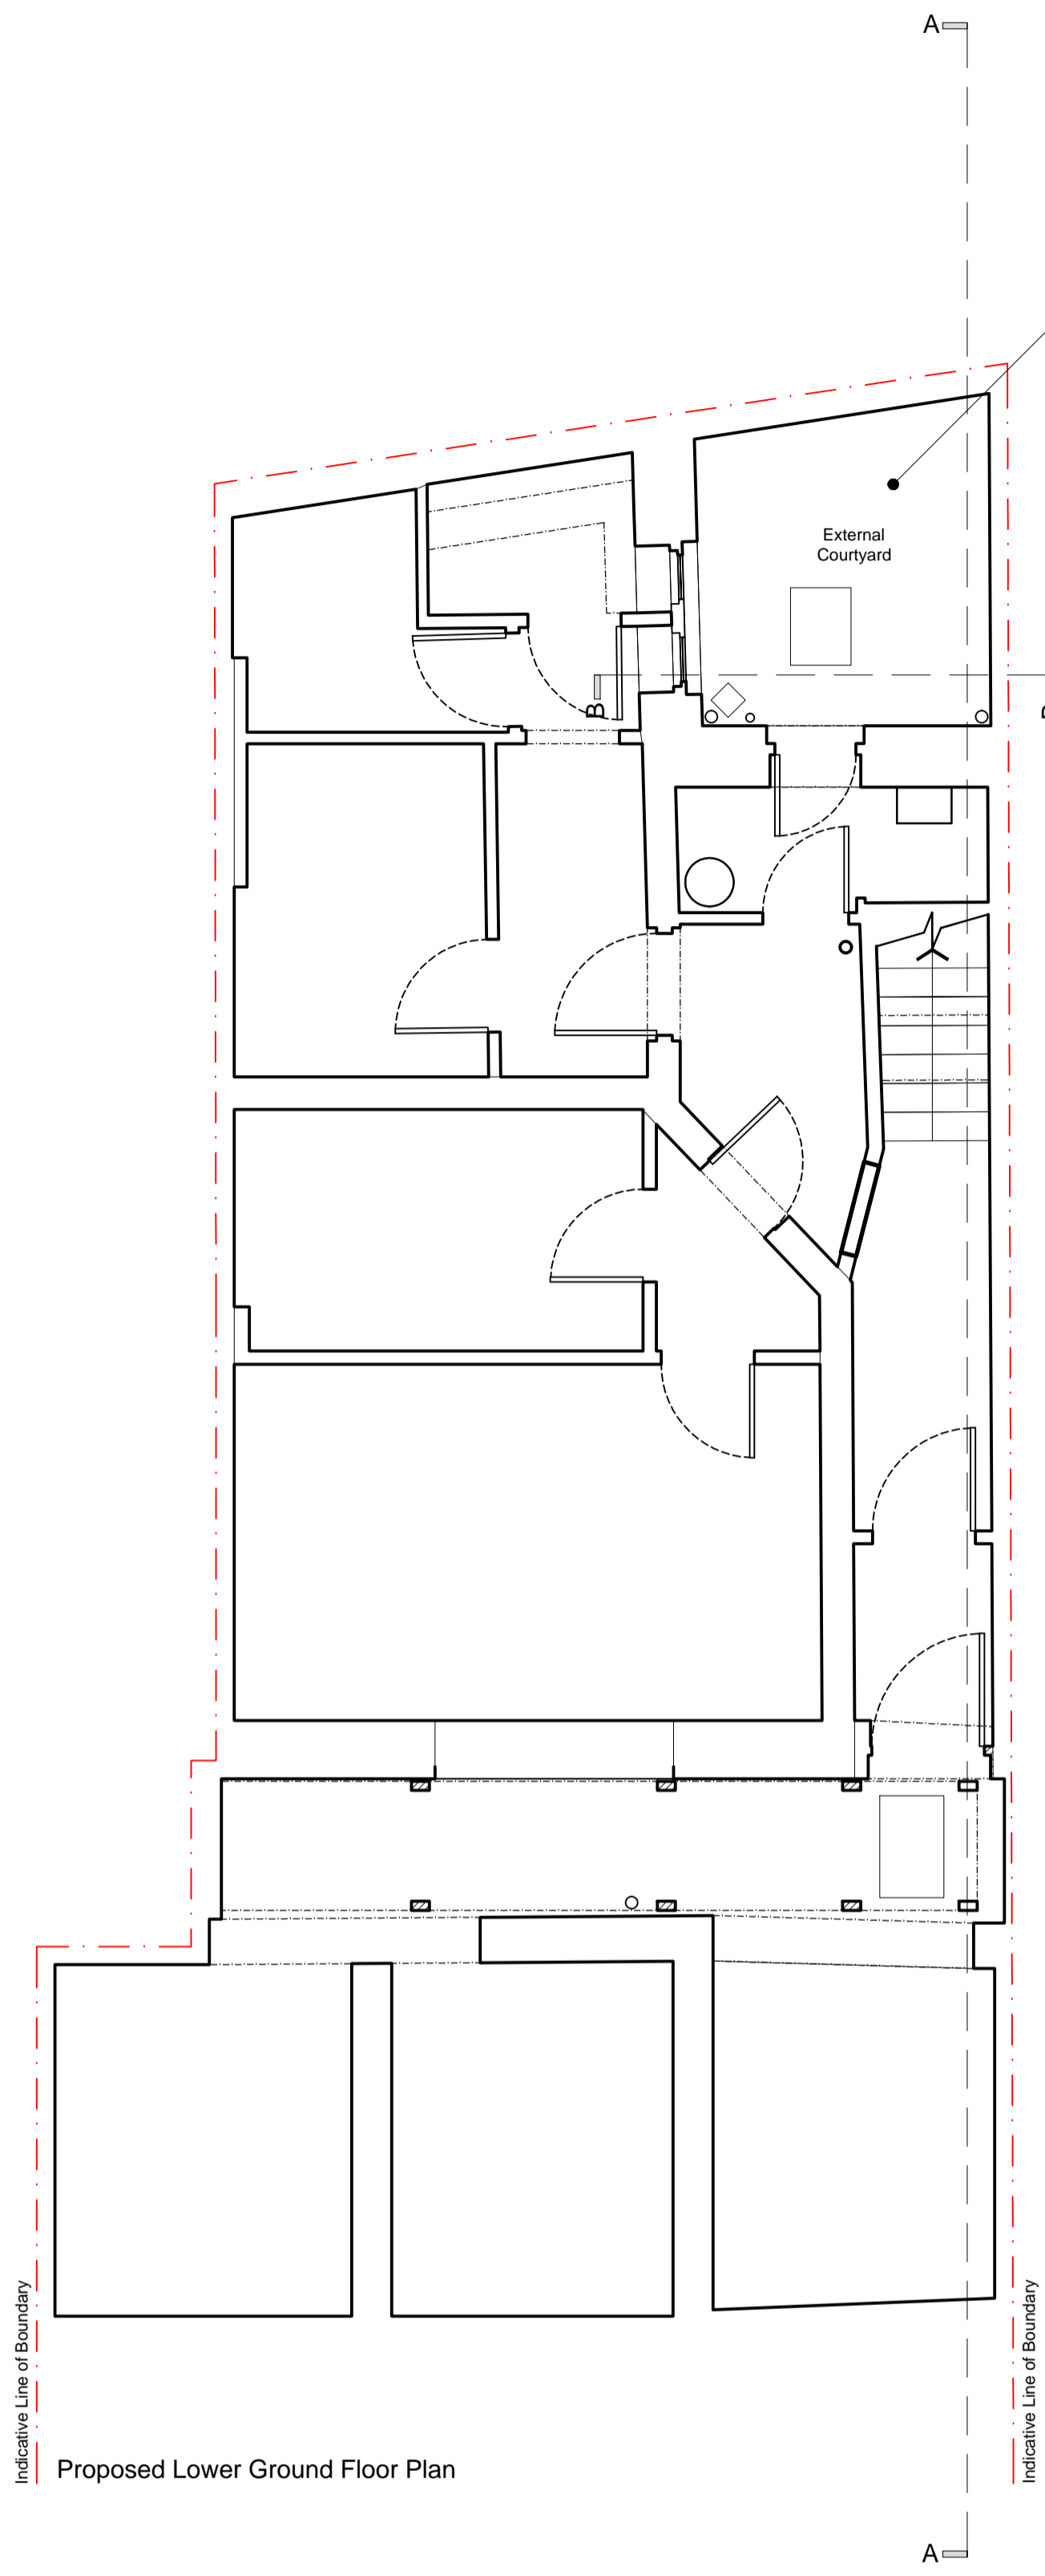 A
External
Courtyard
B
Indicative Line of Boundary
Indicative Line of Boundary
Proposed Lower Ground Floor Plan
A